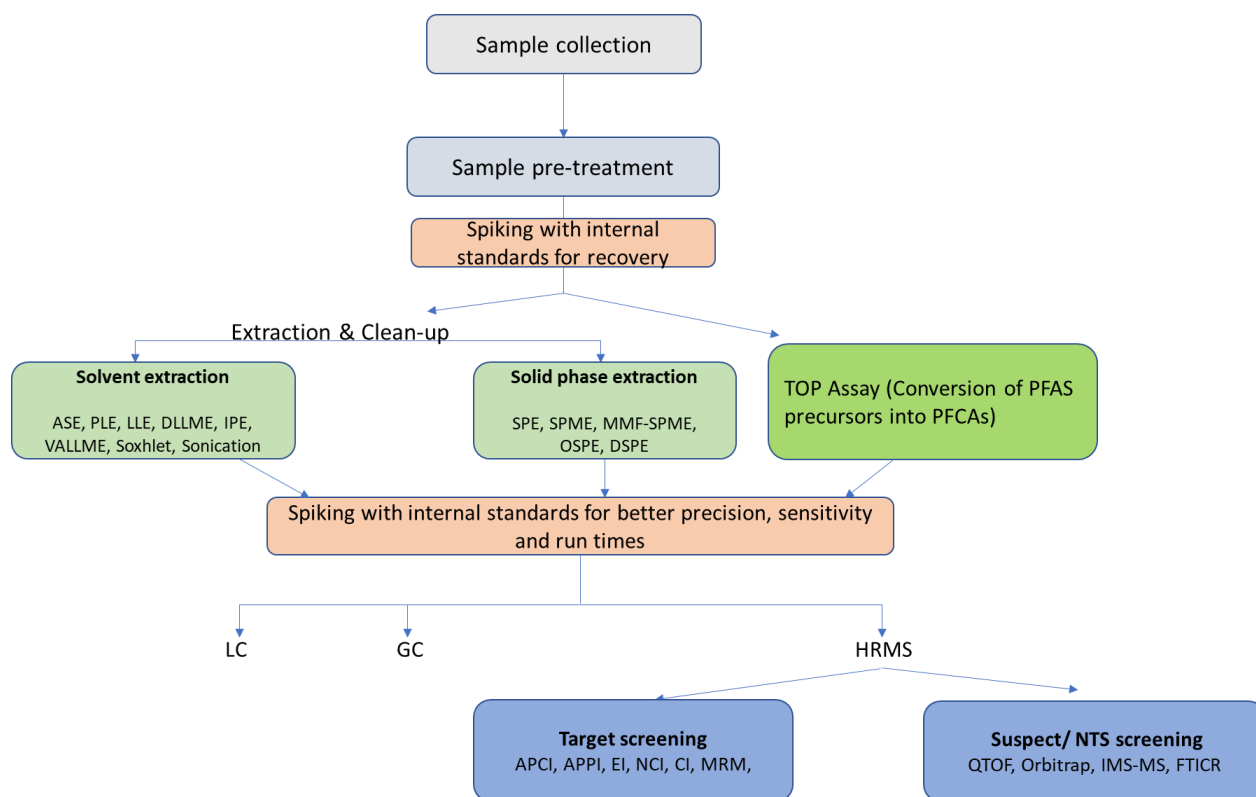 Sample collection
Sample pre-treatment
Spiking with internal
standards for recovery
Extraction & Clean-up
Solvent extraction
ASE, PLE, LLE, DLLME, IPE,
VALLME, Soxhlet, Sonication
Solid phase extraction
SPE, SPME, MMF-SPME,
OSPE, DSPE
TOP Assay (Conversion of PFAS
precursors into PFCAs)
Spiking with internal standards for better precision, sensitivity
and run times
LC
GC
HRMS
Target screening
APCI, APPI, EI, NCI, CI, MRM,
Suspect/ NTS screening
QTOF, Orbitrap, IMS-MS, FTICR